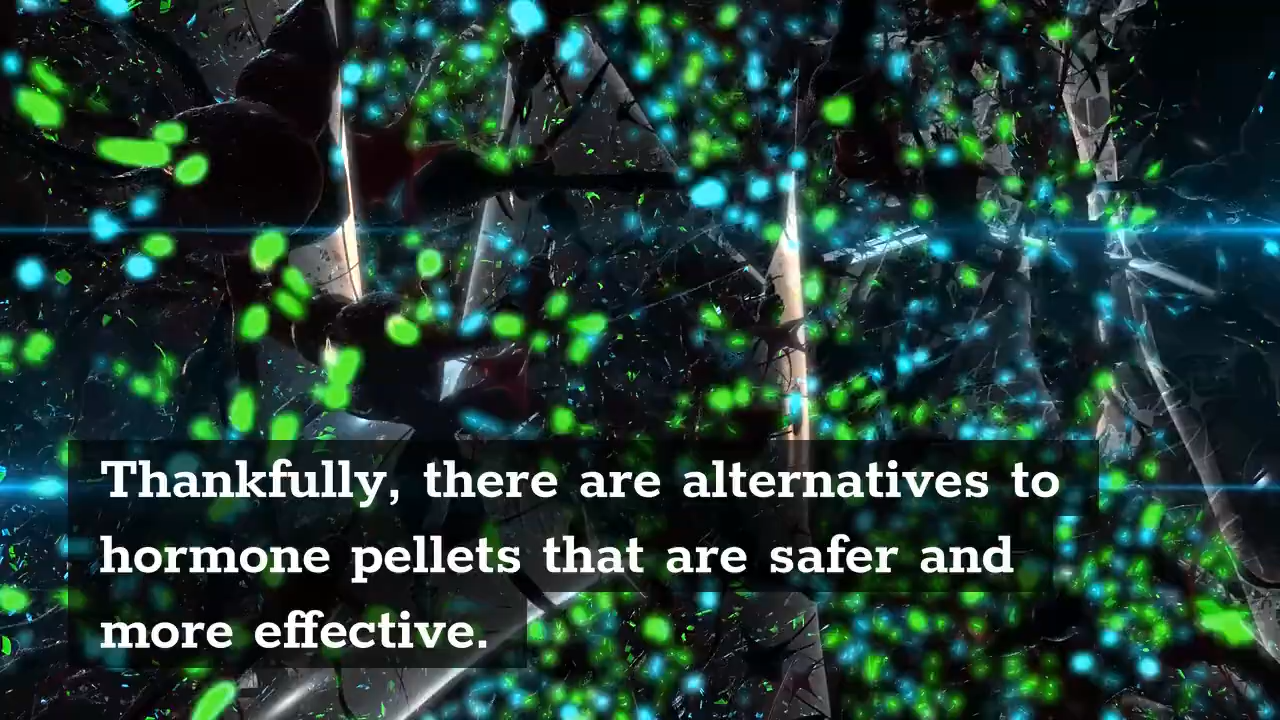 Thankfully, there are alternatives to
hormone pellets that are safer and
more effective.